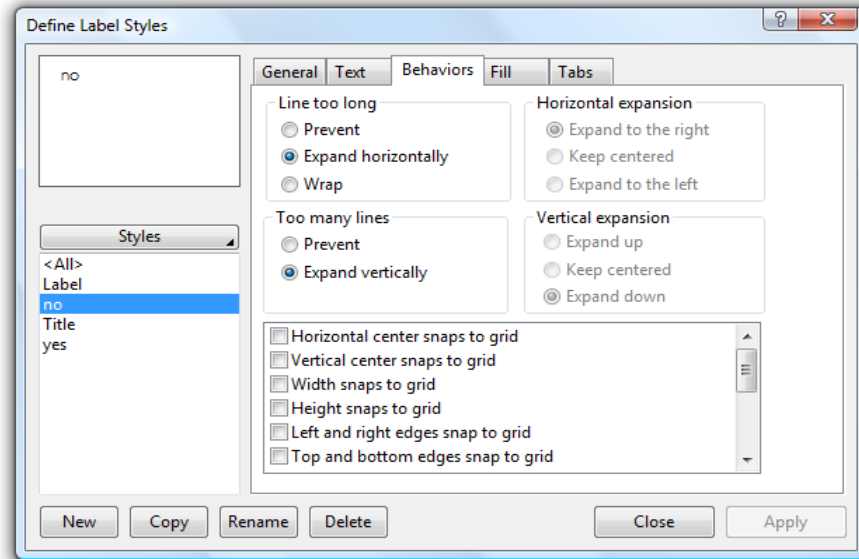 Define Label Styles
?
no
Styles
<All>
Label
no
Title
yes
General Text Behaviors Fill Tabs
Line too long
Prevent
Expand horizontally
Wrap
Horizontal expansion
Expand to the right
Keep centered
Expand to the left
Too many lines
Prevent
Expand vertically
Vertical expansion
Expand up
Keep centered
Expand down
Horizontal center snaps to grid
Vertical center snaps to grid
Width snaps to grid
Height snaps to grid
Left and right edges snap to grid
Top and bottom edges snap to grid
New Copy Rename Delete Close Apply